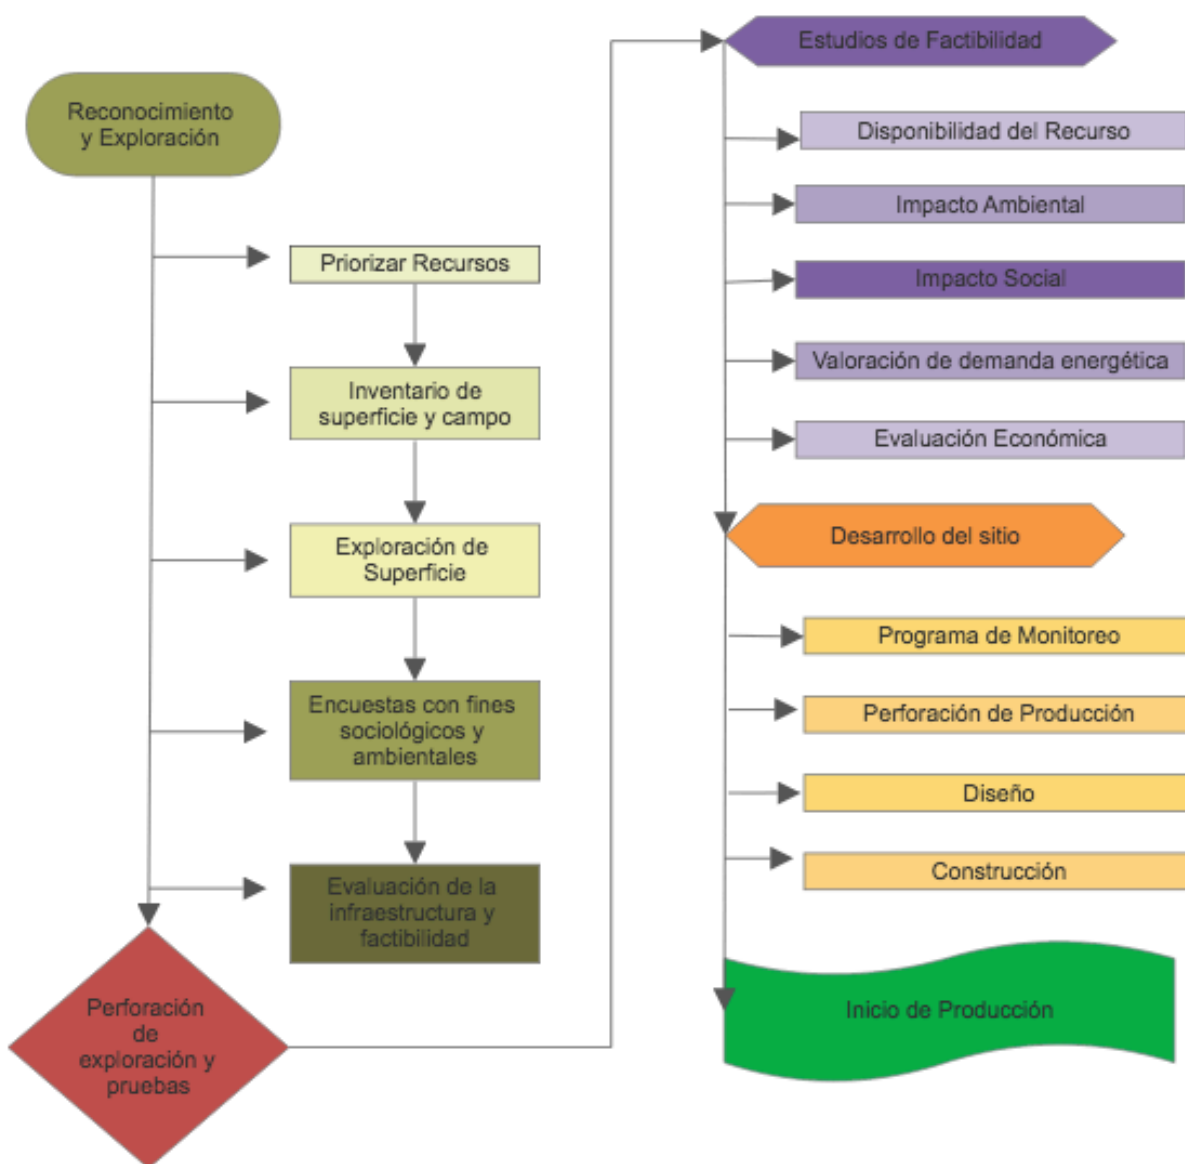 Reconocimiento
y Exploración
Priorizar Recursos
Inventario de
superficie y campo
Exploración de
Superficie
Encuestas con fines
sociológicos y
ambientales
Evaluación de la
infraestructura y
factibilidad
Perforación
de
exploración y
pruebas
Estudios de Factibilidad
Disponibilidad del Recurso
Impacto Ambiental
Impacto Social
Valoración de demanda energética
Evaluación Económica
Desarrollo del sitio
Programa de Monitoreo
Perforación de Producción
Diseño
Construcción
Inicio de Producción